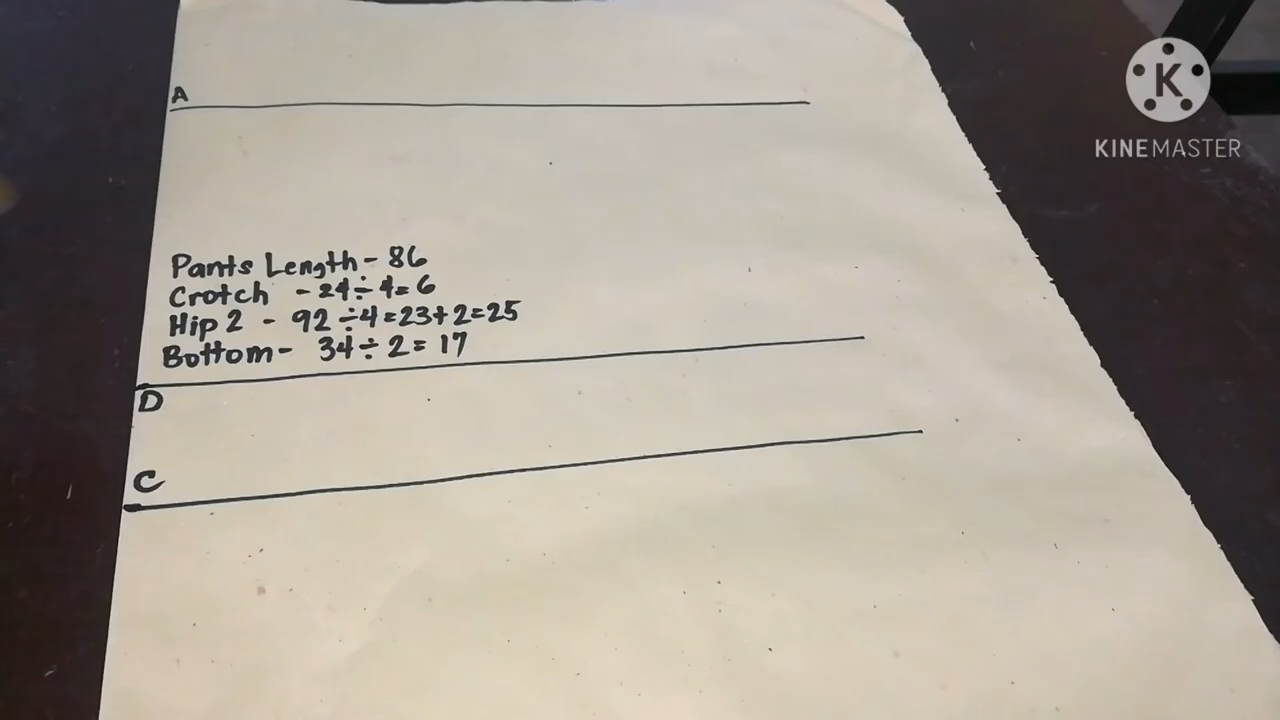 A
K
KINEMASTER
Pants Length - 86
Crotch - 24÷4=6
Hip 2 - 92÷4=23+2=25
Bottom - 34÷2=17
D
C